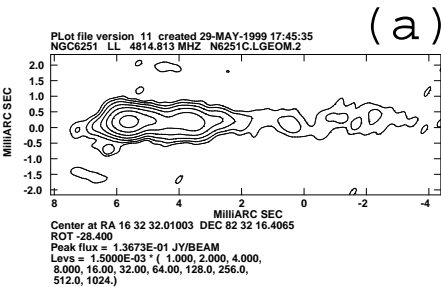 (a)
PLot file version 11 created 29-MAY-1999 17:45:35
NGC6251 LL 4814.813 MHZ N6251C.LGEOM.2
MilliARC SEC
2.0
1.5
1.0
0.5
0.0
-0.5
-1.0
-1.5
-2.0
8 6 4 2 0 -2 -4
MilliARC SEC
Center at RA 16 32 32.01003 DEC 82 32 16.4065
ROT -28.400
Peak flux = 1.3673E-01 JY/BEAM
Levs = 1.5000E-03 * ( 1.000, 2.000, 4.000,
8.000, 16.00, 32.00, 64.00, 128.0, 256.0,
512.0, 1024.)